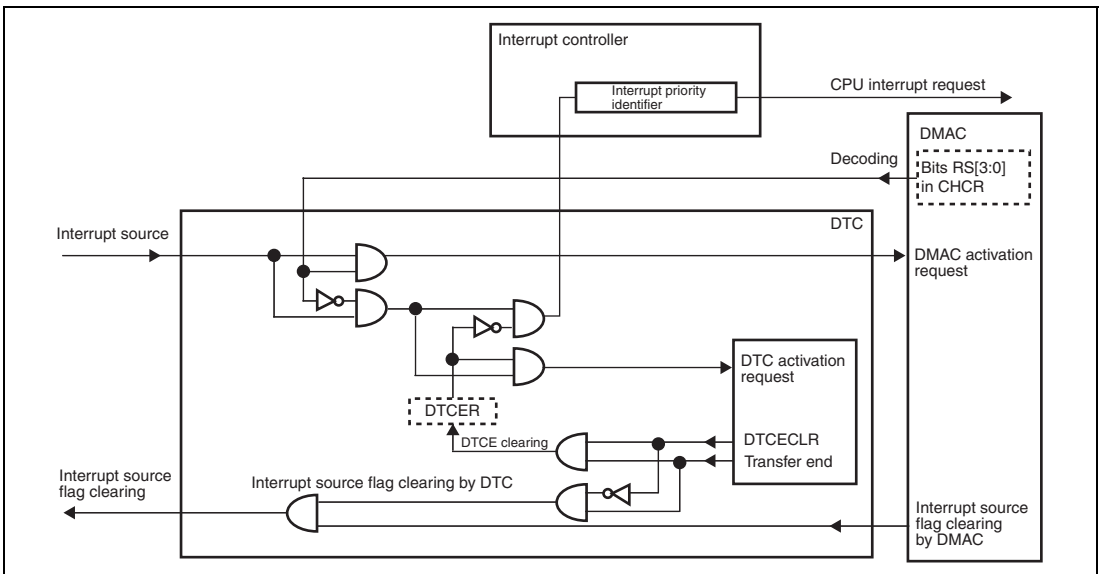 Interrupt controller
Interrupt priority
identifier
CPU interrupt request
DMAC
Decoding
Bits RS[3:0]
in CHCR
DTC
Interrupt source
DMAC activation
request
DTC activation
request
DTCER
DTCE clearing
DTCECLR
Transfer end
Interrupt source
flag clearing
Interrupt source flag clearing by DTC
Interrupt source
flag clearing
by DMAC